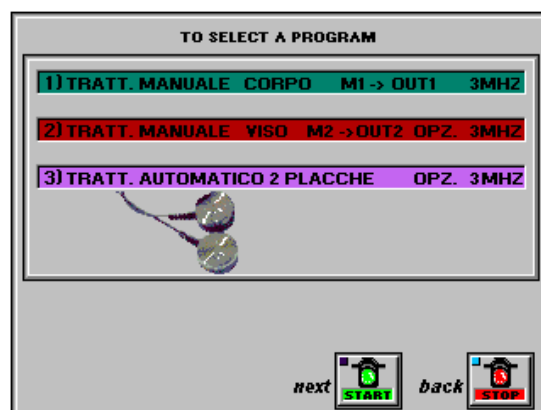 TO SELECT A PROGRAM
1) TRATT. MANUALE CORPO M1 -> OUT1 3MHZ
2) TRATT. MANUALE VISO M2 ->OUT2 OPZ. 3MHZ
3) TRATT. AUTOMATICO 2 PLACCHE OPZ. 3MHZ
next START back STOP